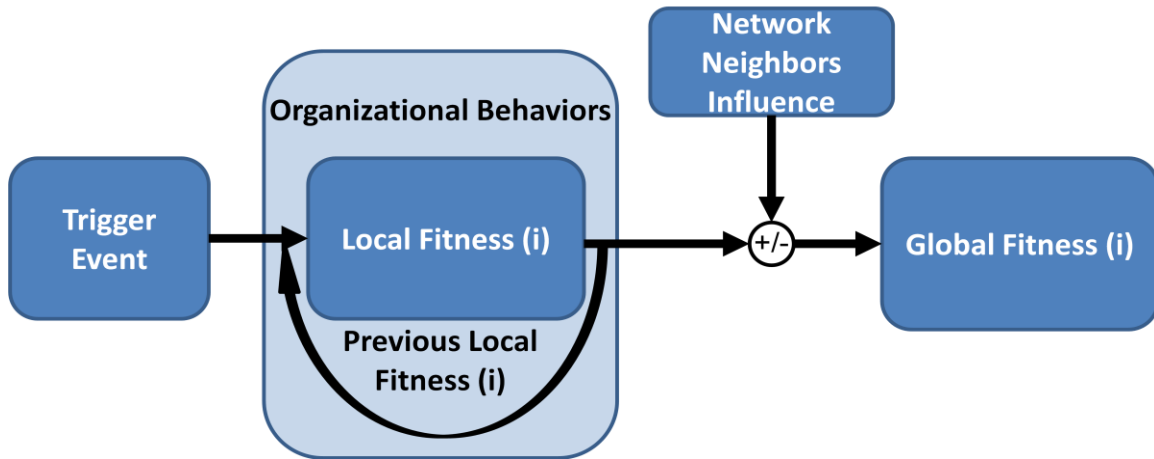 Network
Neighbors
Influence
Organizational Behaviors
Trigger
Event
Local Fitness (i)
+/-
Global Fitness (i)
Previous Local
Fitness (i)